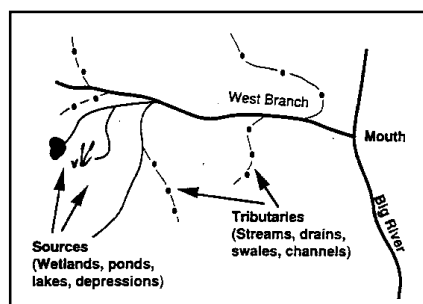 West Branch
Mouth
Big River
Tributaries
(Streams, drains,
swales, channels)
Sources
(Wetlands, ponds,
lakes, depressions)